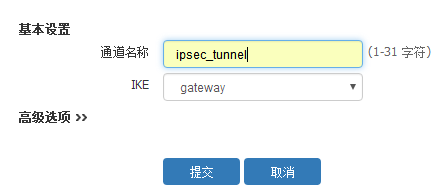 基本设置
通道名称 ipsec_tunnel (1-31 字符)
IKE gateway
高级选项 >>
提交 取消